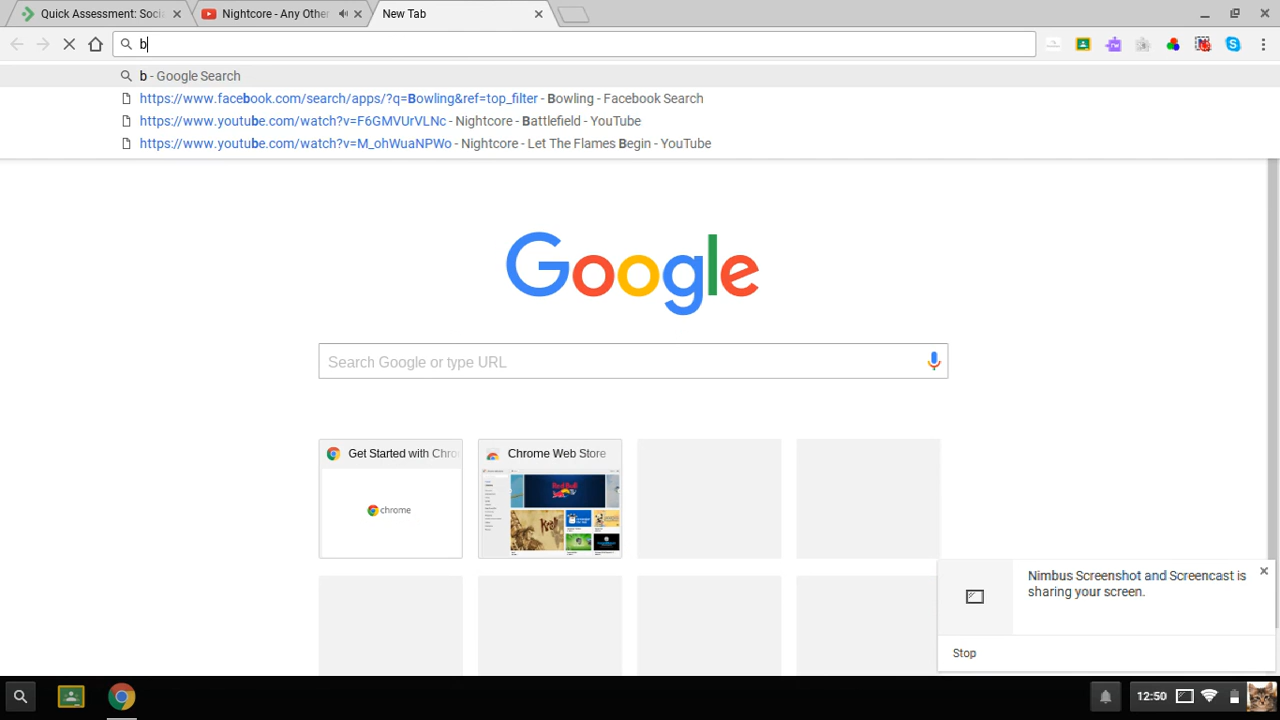 Quick Assessment: Soci
Nightcore - Any Other
New Tab
b
b - Google Search
https://www.facebook.com/search/apps/?q=Bowling&ref=top_filter - Bowling - Facebook Search
https://www.youtube.com/watch?v=F6GMVUrVLNc - Nightcore - Battlefield - YouTube
https://www.youtube.com/watch?v=M_ohWuaNPWo - Nightcore - Let The Flames Begin - YouTube
Google
Search Google or type URL
Get Started with Chro
Chrome Web Store
chrome
Nimbus Screenshot and Screencast is
sharing your screen.
Stop
12:50